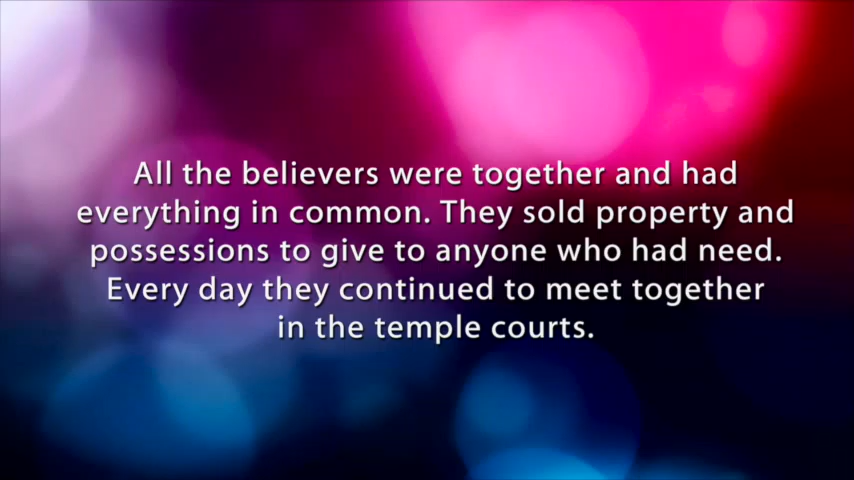 All the believers were together and had
everything in common. They sold property and
possessions to give to anyone who had need.
Every day they continued to meet together
in the temple courts.